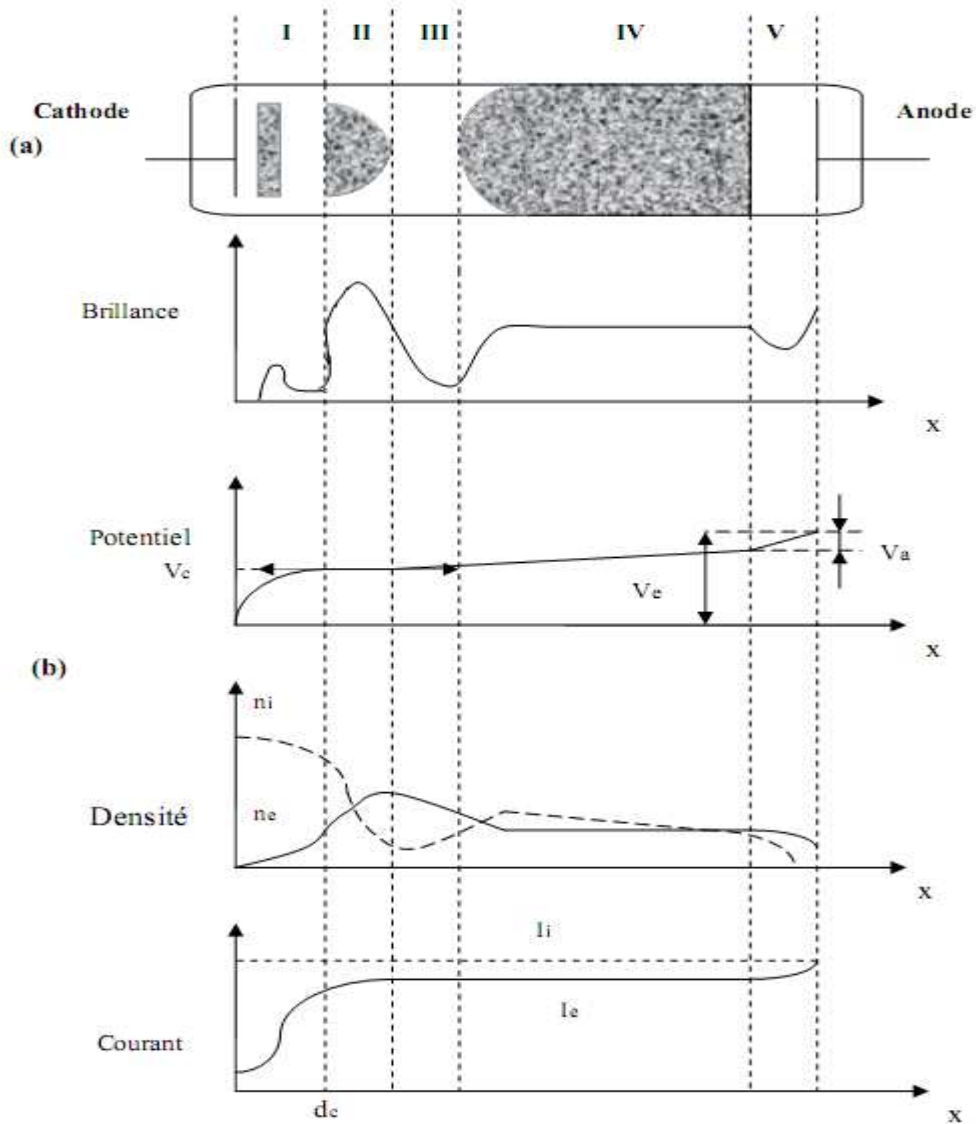 I II III IV V
Cathode
Anode
(a)
Brillance
x
Potentiel
Vc
Ve
Va
x
(b)
ni
ne
Densité
x
Ii
Ie
Courant
dc
x